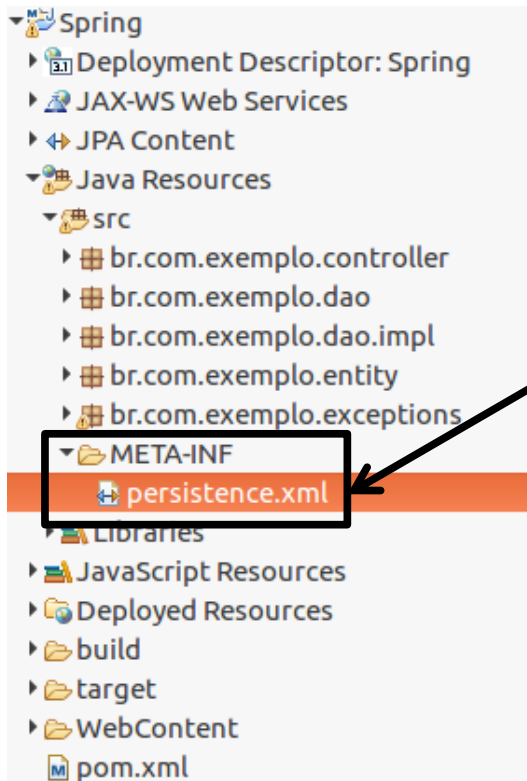 Spring
3.1 Deployment Descriptor: Spring
JAX-WS Web Services
JPA Content
Java Resources
src
br.com.exemplo.controller
br.com.exemplo.dao
br.com.exemplo.dao.impl
br.com.exemplo.entity
br.com.exemplo.exceptions
META-INF
persistence.xml
Libraries
JavaScript Resources
Deployed Resources
build
target
WebContent
M pom.xml